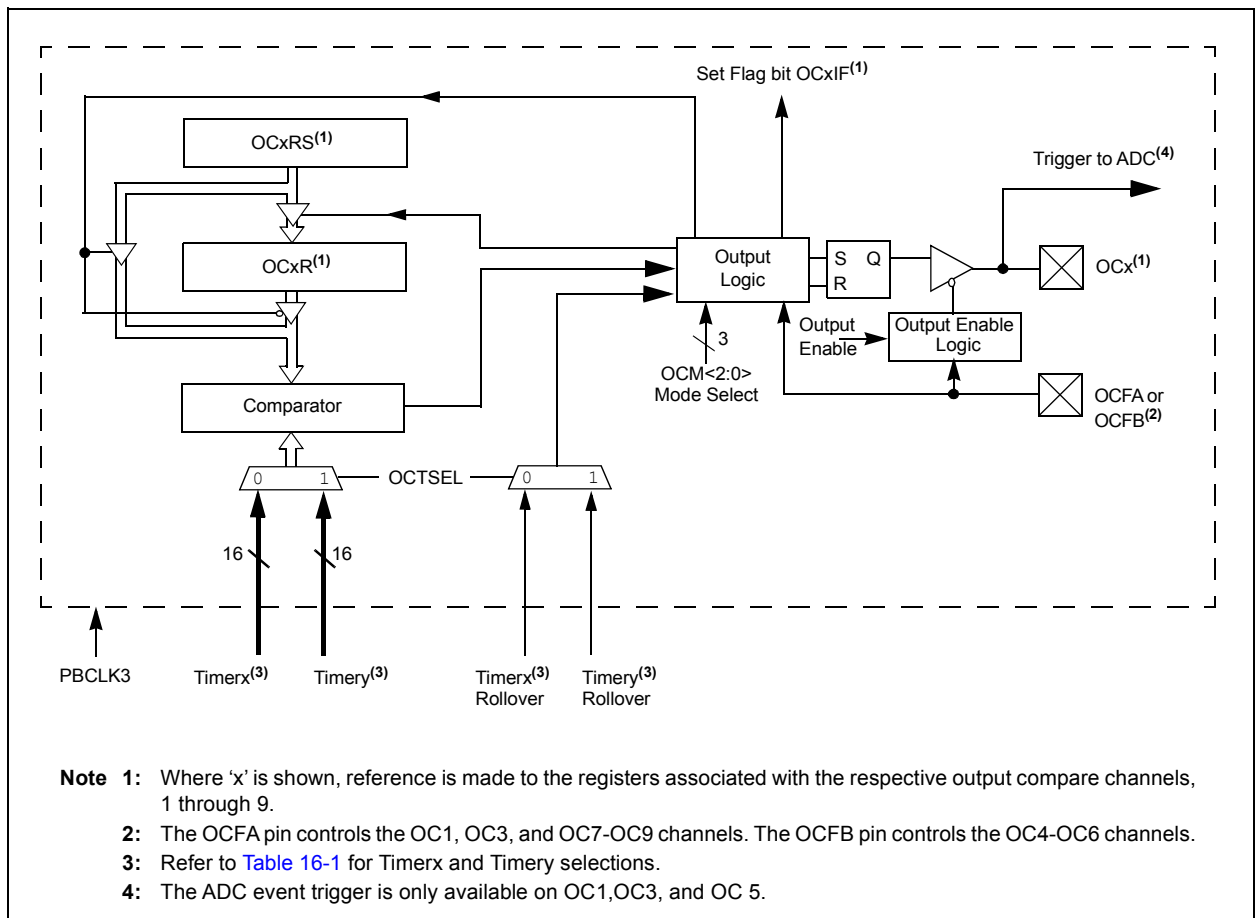 Set Flag bit OCxIF(1)
OCxRS(1)
Trigger to ADC(4)
OCxR(1)
Output
Logic
S Q
R
OCx(1)
3
Output
Enable
Output Enable
Logic
OCM<2:0>
Mode Select
OCFA or
OCFB(2)
Comparator
0 1
OCTSEL
0 1
16
16
PBCLK3
Timerx(3)
Timery(3)
Timerx(3)
Rollover
Timery(3)
Rollover
Note 1: Where ‘x’ is shown, reference is made to the registers associated with the respective output compare channels,
1 through 9.
2: The OCFA pin controls the OC1, OC3, and OC7-OC9 channels. The OCFB pin controls the OC4-OC6 channels.
3: Refer to Table 16-1 for Timerx and Timery selections.
4: The ADC event trigger is only available on OC1,OC3, and OC 5.